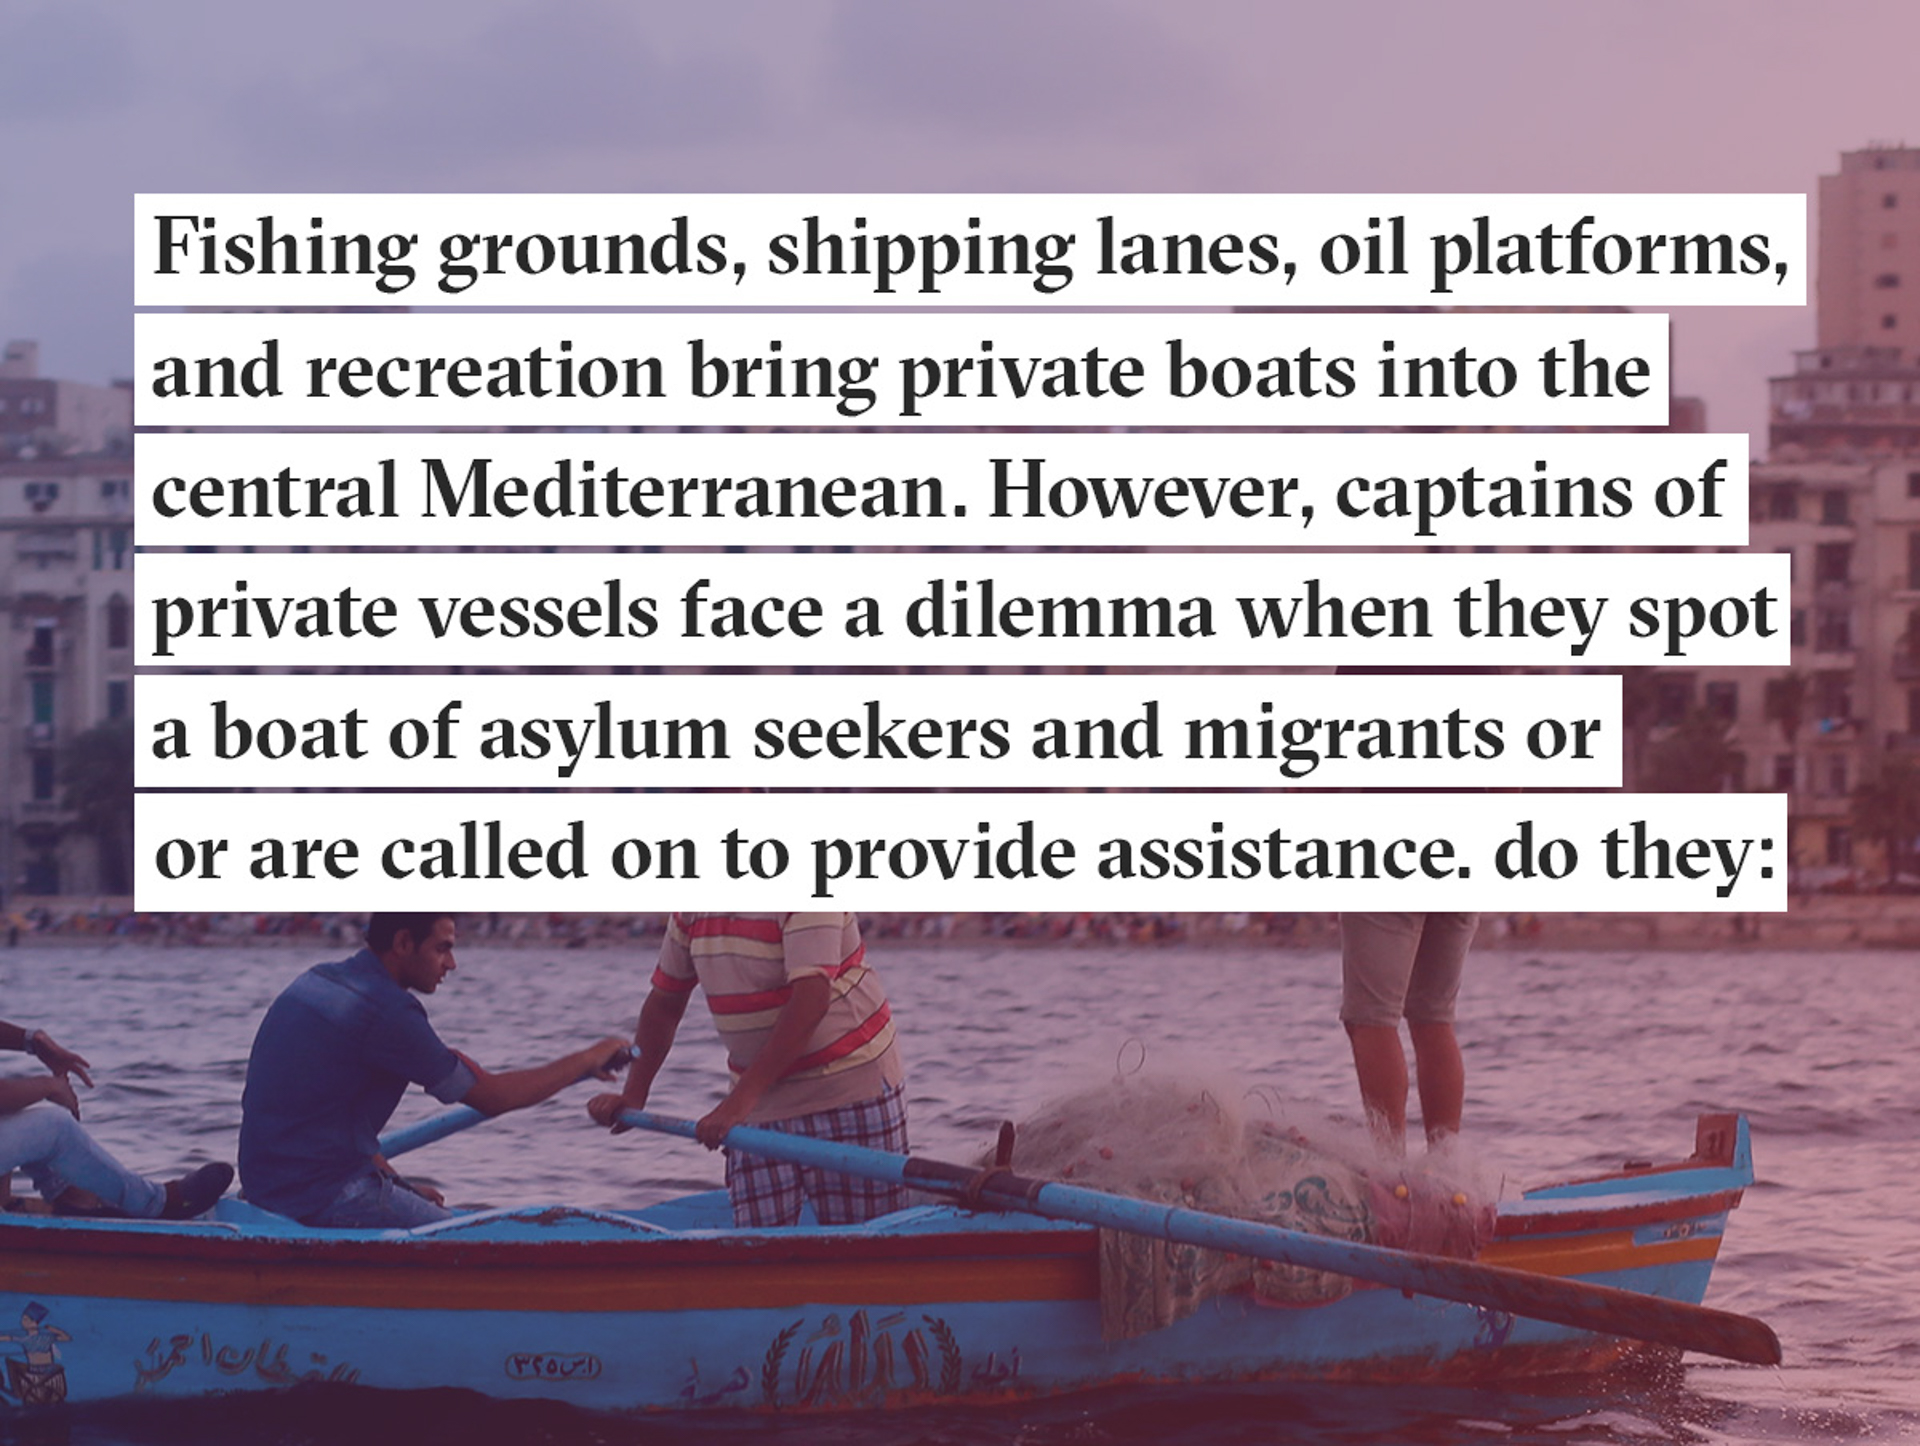 Fishing grounds, shipping lanes, oil platforms,
and recreation bring private boats into the
central Mediterranean. However, captains of
private vessels face a dilemma when they spot
a boat of asylum seekers and migrants or
or are called on to provide assistance. do they: